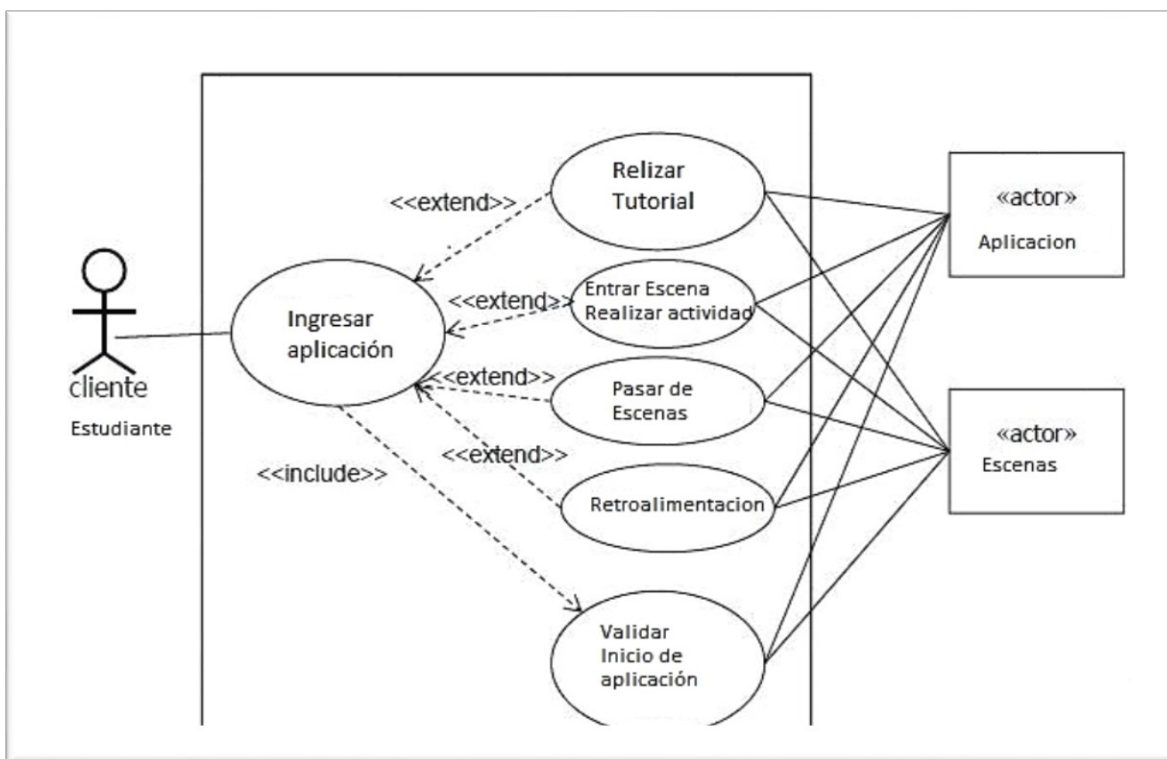 Relizar
Tutorial
<<extend>>
«actor»
Aplicacion
Entrar Escena
Realizar actividad
<<extend>>
Ingresar
aplicación
<<extend>>
Pasar de
Escenas
cliente
Estudiante
<<extend>>
«actor»
Escenas
<<include>>
Retroalimentacion
Validar
Inicio de
aplicación